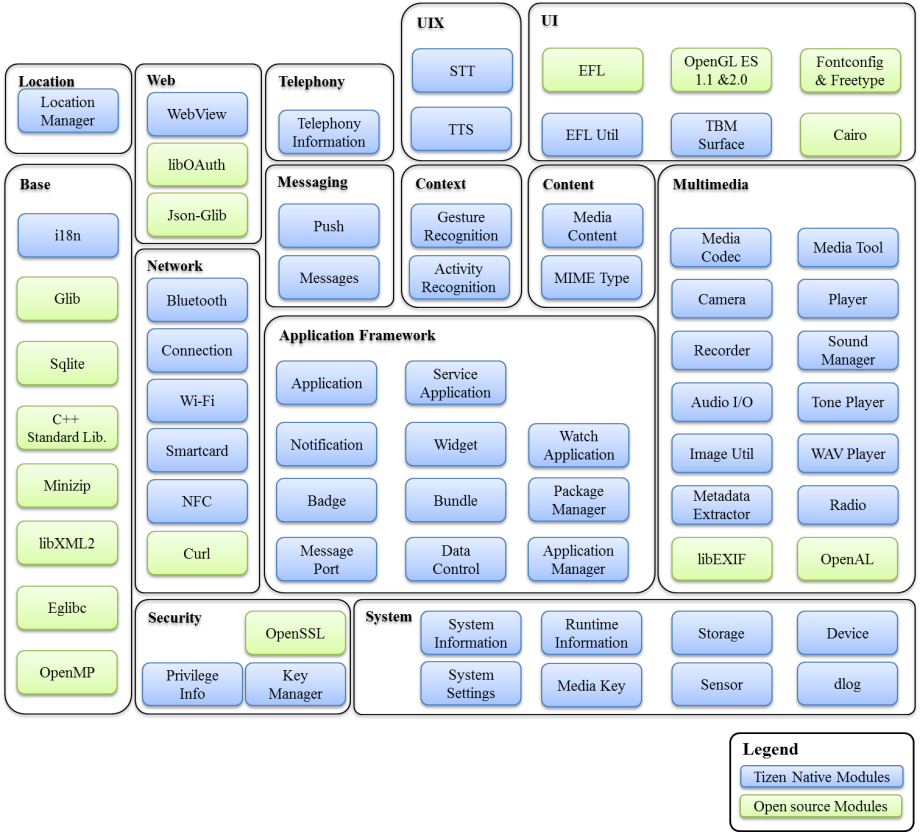 Location
Location
Manager
Web
WebView
libOAuth
Json-Glib
Telephony
Telephony
Information
UIX
STT
TTS
UI
EFL
OpenGL ES
1.1 &2.0
Fontconfig
& Freetype
EFL Util
TBM
Surface
Cairo
Base
i18n
Glib
Sqlite
C++
Standard Lib.
Minizip
libXML2
Eglibc
OpenMP
Network
Bluetooth
Connection
Wi-Fi
Smartcard
NFC
Curl
Messaging
Push
Messages
Context
Gesture
Recognition
Activity
Recognition
Content
Media
Content
MIME Type
Multimedia
Media
Codec
Media Tool
Camera
Player
Recorder
Sound
Manager
Audio I/O
Tone Player
Image Util
WAV Player
Metadata
Extractor
Radio
libEXIF
OpenAL
Application Framework
Application
Service
Application
Notification
Widget
Watch
Application
Badge
Bundle
Package
Manager
Message
Port
Data
Control
Application
Manager
Security
OpenSSL
Privilege
Info
Key
Manager
System
System
Information
Runtime
Information
Storage
Device
System
Settings
Media Key
Sensor
dlog
Legend
Tizen Native Modules
Open source Modules